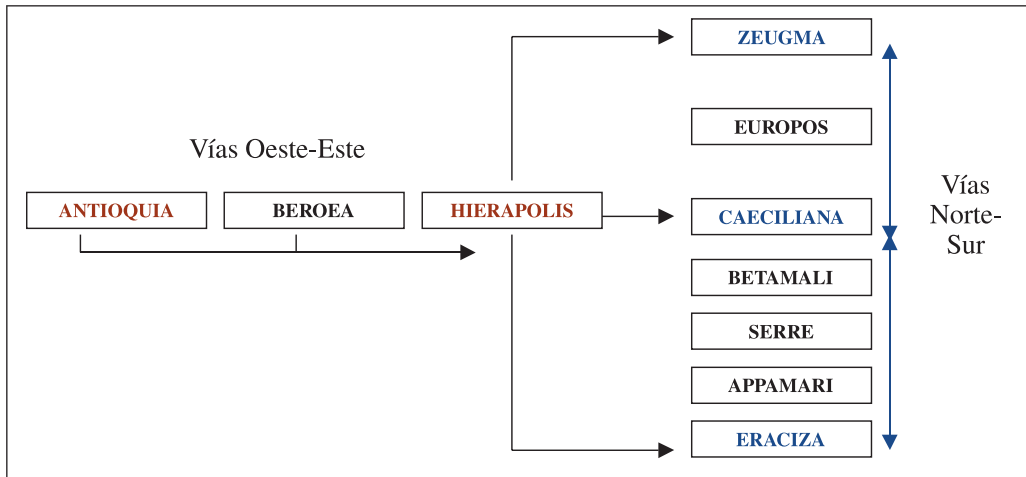 ZEUGMA
EUROPOS
Vías Oeste-Este
ANTIOQUIA
BEROEA
HIERAPOLIS
CAECILIANA
Vías
Norte-
Sur
BETAMALI
SERRE
APPAMARI
ERACIZA